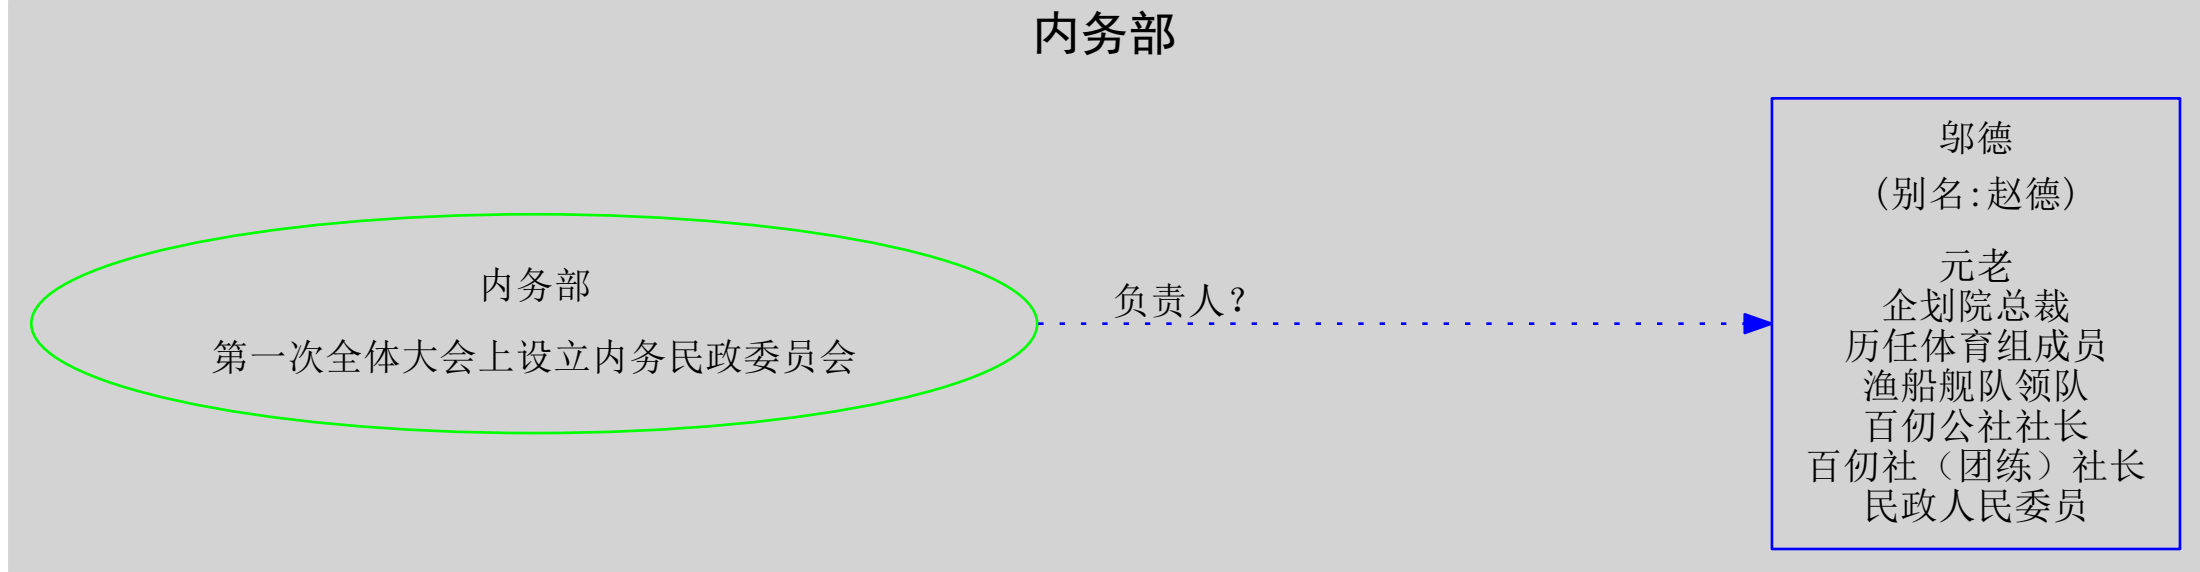 内务部
内务部
第一次全体大会上设立内务民政委员会
负责人？
邬德
(别名:赵德)
元老
企划院总裁
历任体育组成员
渔船舰队领队
百仞公社社长
百仞社（团练）社长
民政人民委员